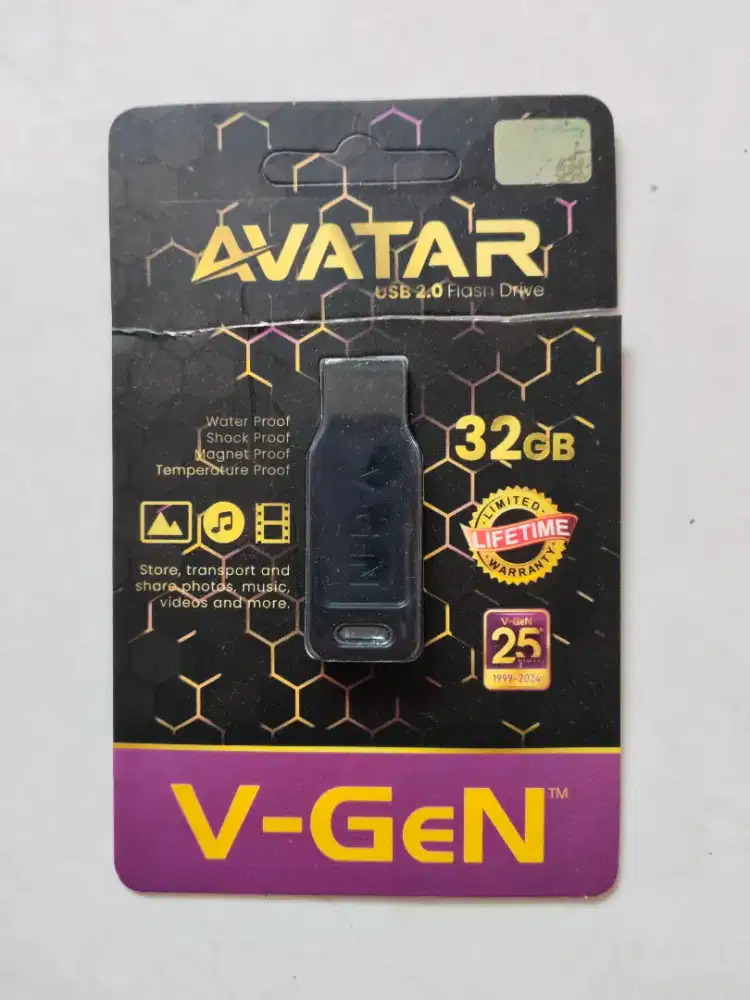 AVATAR
USB 2.0 Flash Drive
Water Proof
Shock Proof
Magnet Proof
Temperature Proof
32GB
LIMITED
LIFETIME
WARRANTY
Store, transport and
share photos, music,
videos and more.
V-GEN
V-GeN
25
1999-2024
V-GeN™